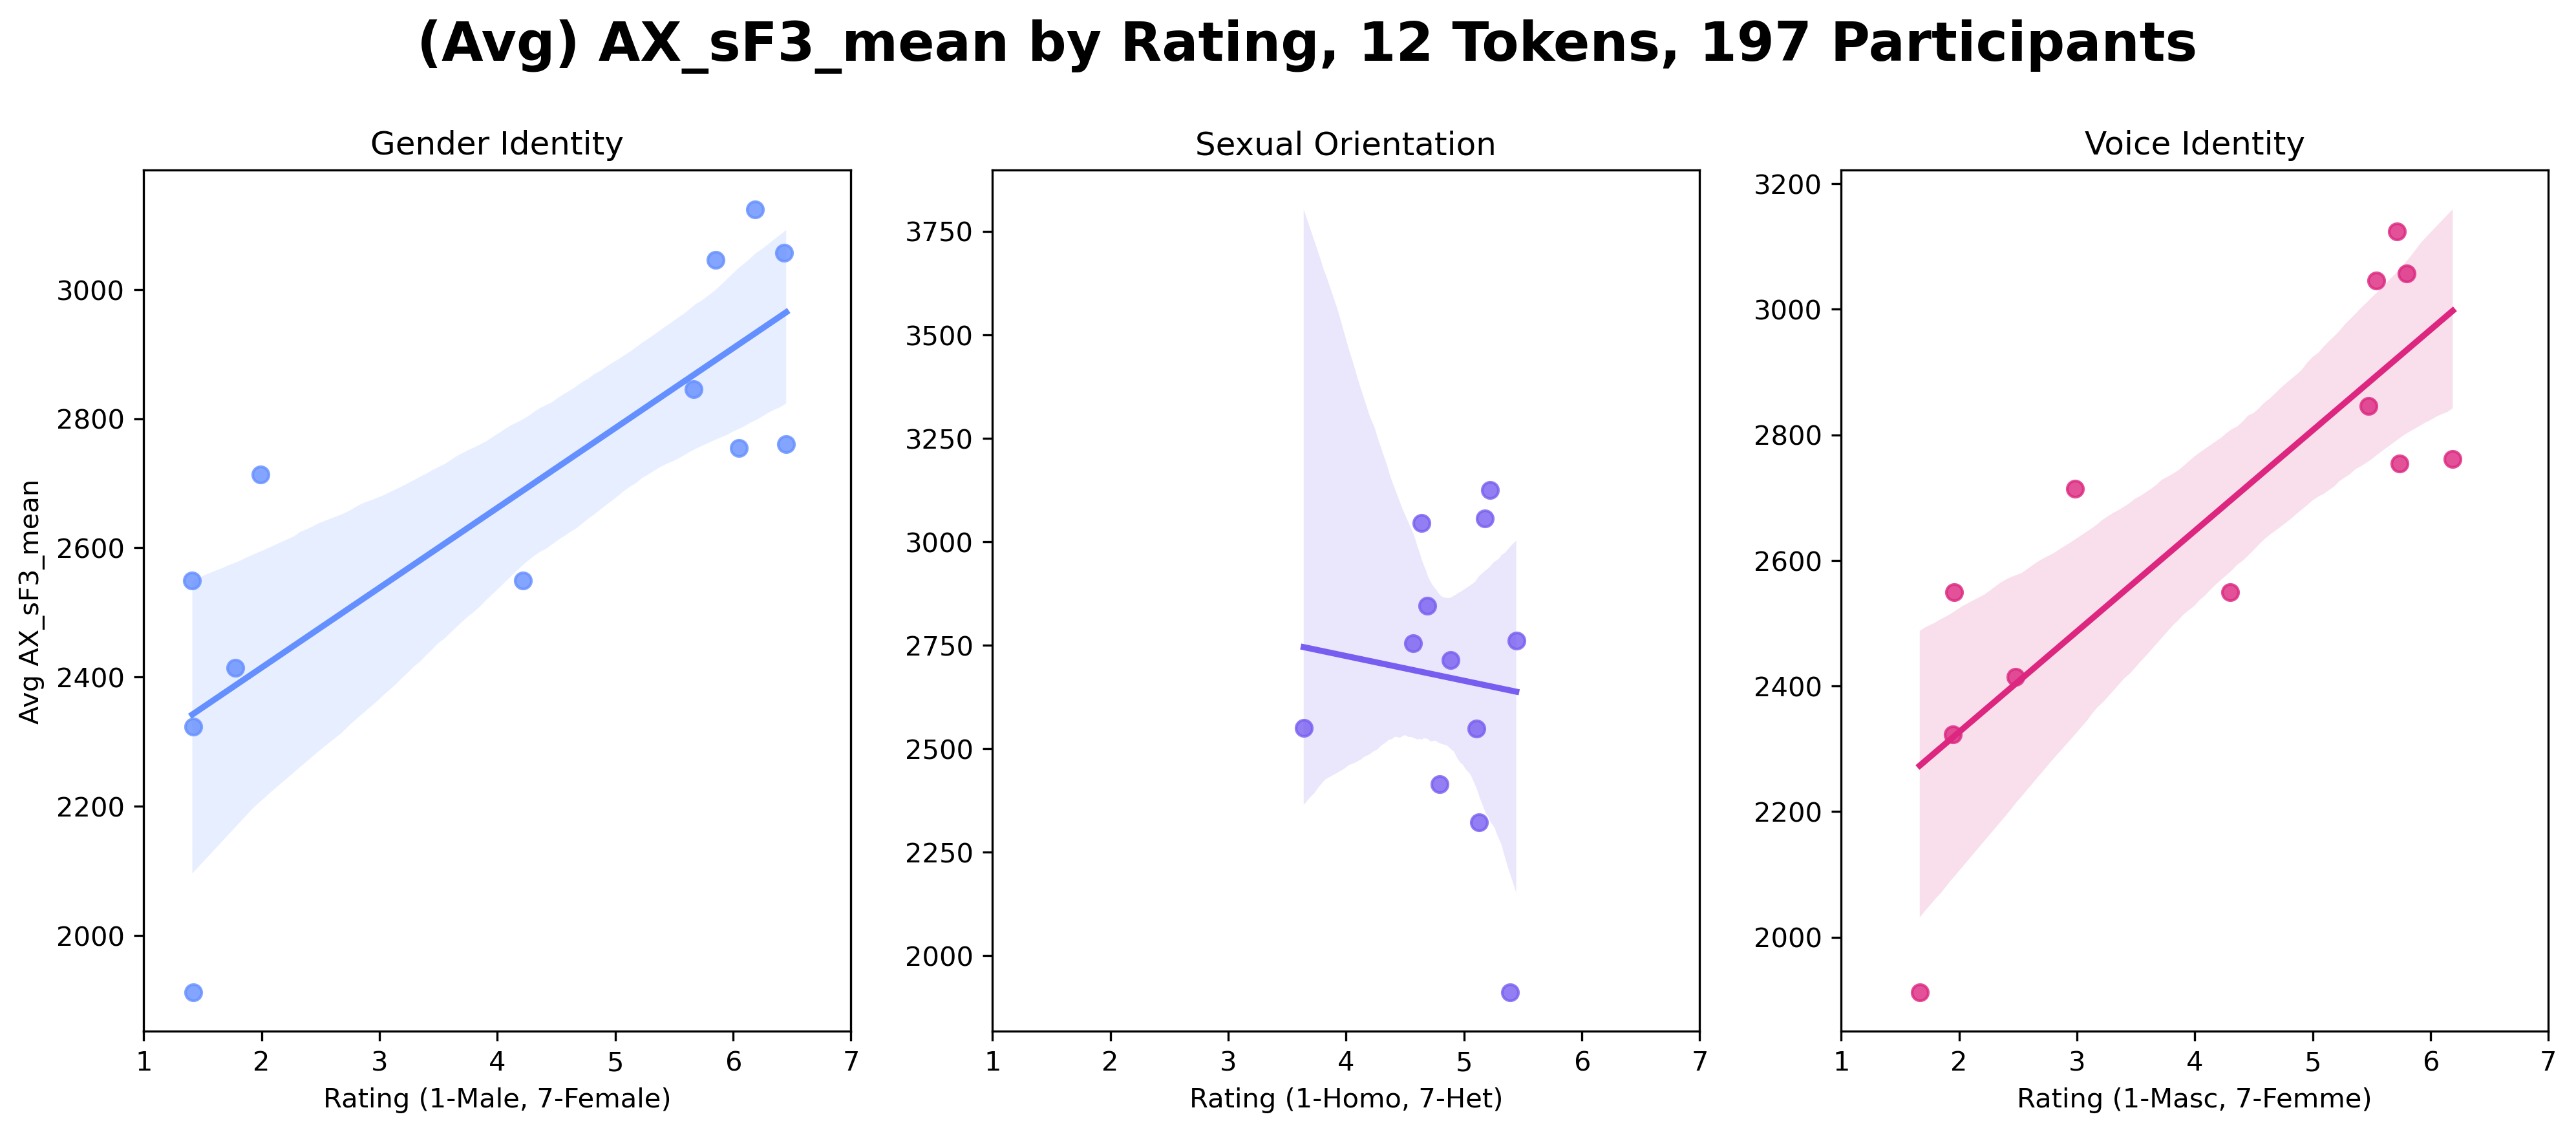 (Avg) AX_sF3_mean by Rating, 12 Tokens, 197 Participants
Gender Identity
Avg AX_sF3_mean
3000
2800
2600
2400
2200
2000
1 2 3 4 5 6 7
Rating (1-Male, 7-Female)
Sexual Orientation
3750
3500
3250
3000
2750
2500
2250
2000
1 2 3 4 5 6 7
Rating (1-Homo, 7-Het)
Voice Identity
3200
3000
2800
2600
2400
2200
2000
1 2 3 4 5 6 7
Rating (1-Masc, 7-Femme)